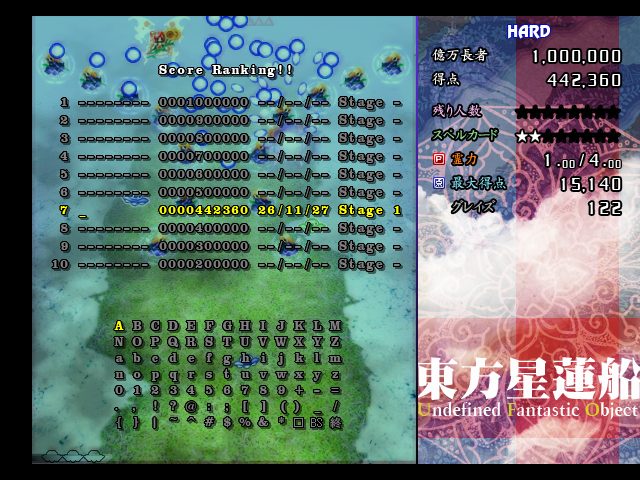 Score Ranking!!
1 -------- 0001000000 --/--/-- Stage -
2 -------- 0000900000 --/--/-- Stage -
3 -------- 0000800000 --/--/-- Stage -
4 -------- 0000700000 --/--/-- Stage -
5 -------- 0000600000 --/--/-- Stage -
6 -------- 0000500000 --/--/-- Stage -
7 _ 0000442360 26/11/27 Stage 1
8 -------- 0000400000 --/--/-- Stage -
9 -------- 0000300000 --/--/-- Stage -
10 -------- 0000200000 --/--/-- Stage -
A B C D E F G H I J K L M
N O P Q R S T U V W X Y Z
a b c d e f g h i j k l m
n o p q r s t u v w x y z
0 1 2 3 4 5 6 7 8 9 + - =
. , ! ? @ : ; [ ] ( ) _ /
{ } | ~ ^ # $ % & * □ BS 終
HARD
億万長者 1,000,000
得点 442,360
残り人数 ★★★★★★★★★★
スペルカード ★★★★★★★★★★
P 霊力 1.00/4.00
点 最大得点 15,140
グレイズ 122
東方星蓮船
Undefined Fantastic Object